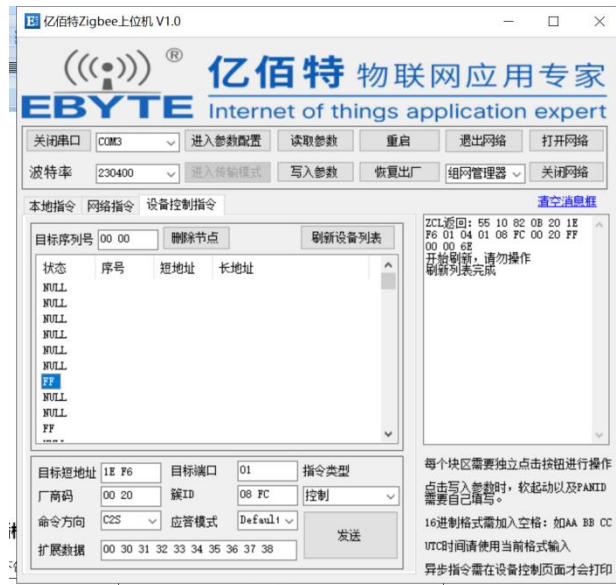 亿佰特Zigbee上位机 V1.0
®
EBYTE
亿佰特 物联网应用专家
Internet of things application expert
关闭串口 COM3 进入参数配置 读取参数 重启 退出网络 打开网络
波特率 230400 进入传输模式 写入参数 恢复出厂 组网管理器 关闭网络
本地指令 网络指令 设备控制指令 清空消息框
目标序列号 00 00 删除节点 刷新设备列表
状态 序号 短地址 长地址
NULL
NULL
NULL
NULL
NULL
NULL
FF
NULL
NULL
FF
ZCL返回: 55 10 82 0B 20 1E
F6 01 04 01 08 FC 00 20 FF
00 00 6E
开始刷新，请勿操作
刷新列表完成
目标短地址 1E F6 目标端口 01 指令类型
厂商码 00 20 簇ID 08 FC 控制
命令方向 C2S 应答模式 Default 发送
扩展数据 00 30 31 32 33 34 35 36 37 38
每个块区需要独立点击按钮进行操作
点击写入参数时，软起动以及PANID
需要自己填写。
16进制格式需加入空格: 如AA BB CC
UTC时间请使用当前格式输入
异步指令需在设备控制页面才会打印